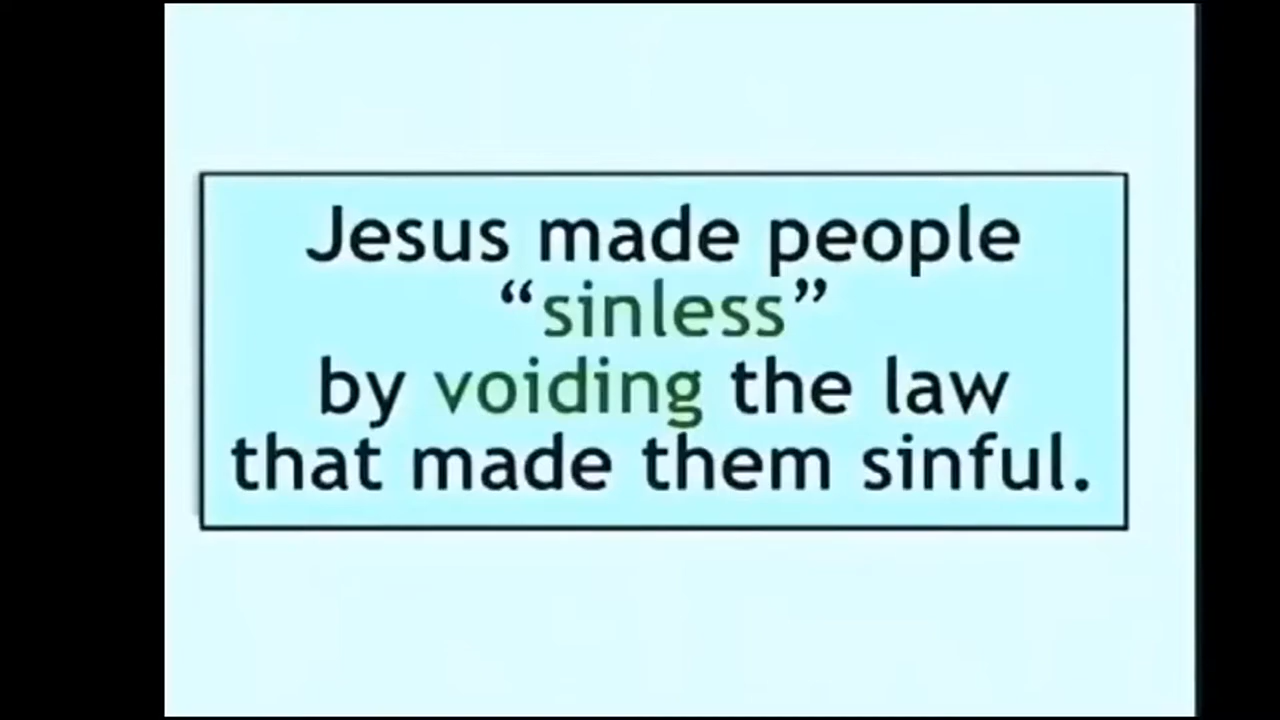 Jesus made people
“sinless”
by voiding the law
that made them sinful.